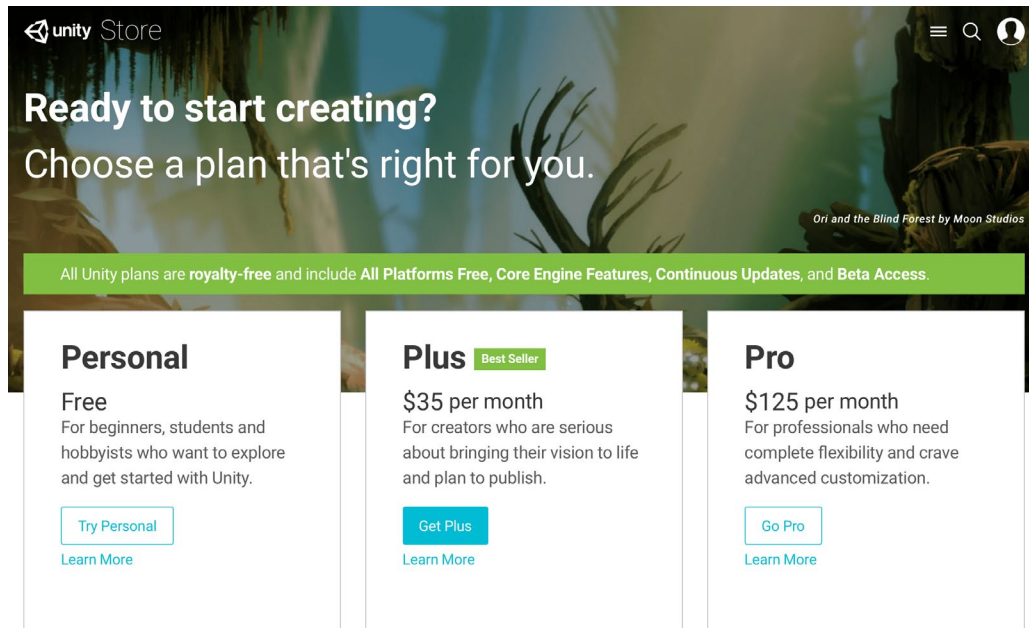 unity Store
Ready to start creating?
Choose a plan that's right for you.
Ori and the Blind Forest by Moon Studios
All Unity plans are royalty-free and include All Platforms Free, Core Engine Features, Continuous Updates, and Beta Access.
Personal
Free
For beginners, students and
hobbyists who want to explore
and get started with Unity.
Try Personal
Learn More
Plus Best Seller
$35 per month
For creators who are serious
about bringing their vision to life
and plan to publish.
Get Plus
Learn More
Pro
$125 per month
For professionals who need
complete flexibility and crave
advanced customization.
Go Pro
Learn More